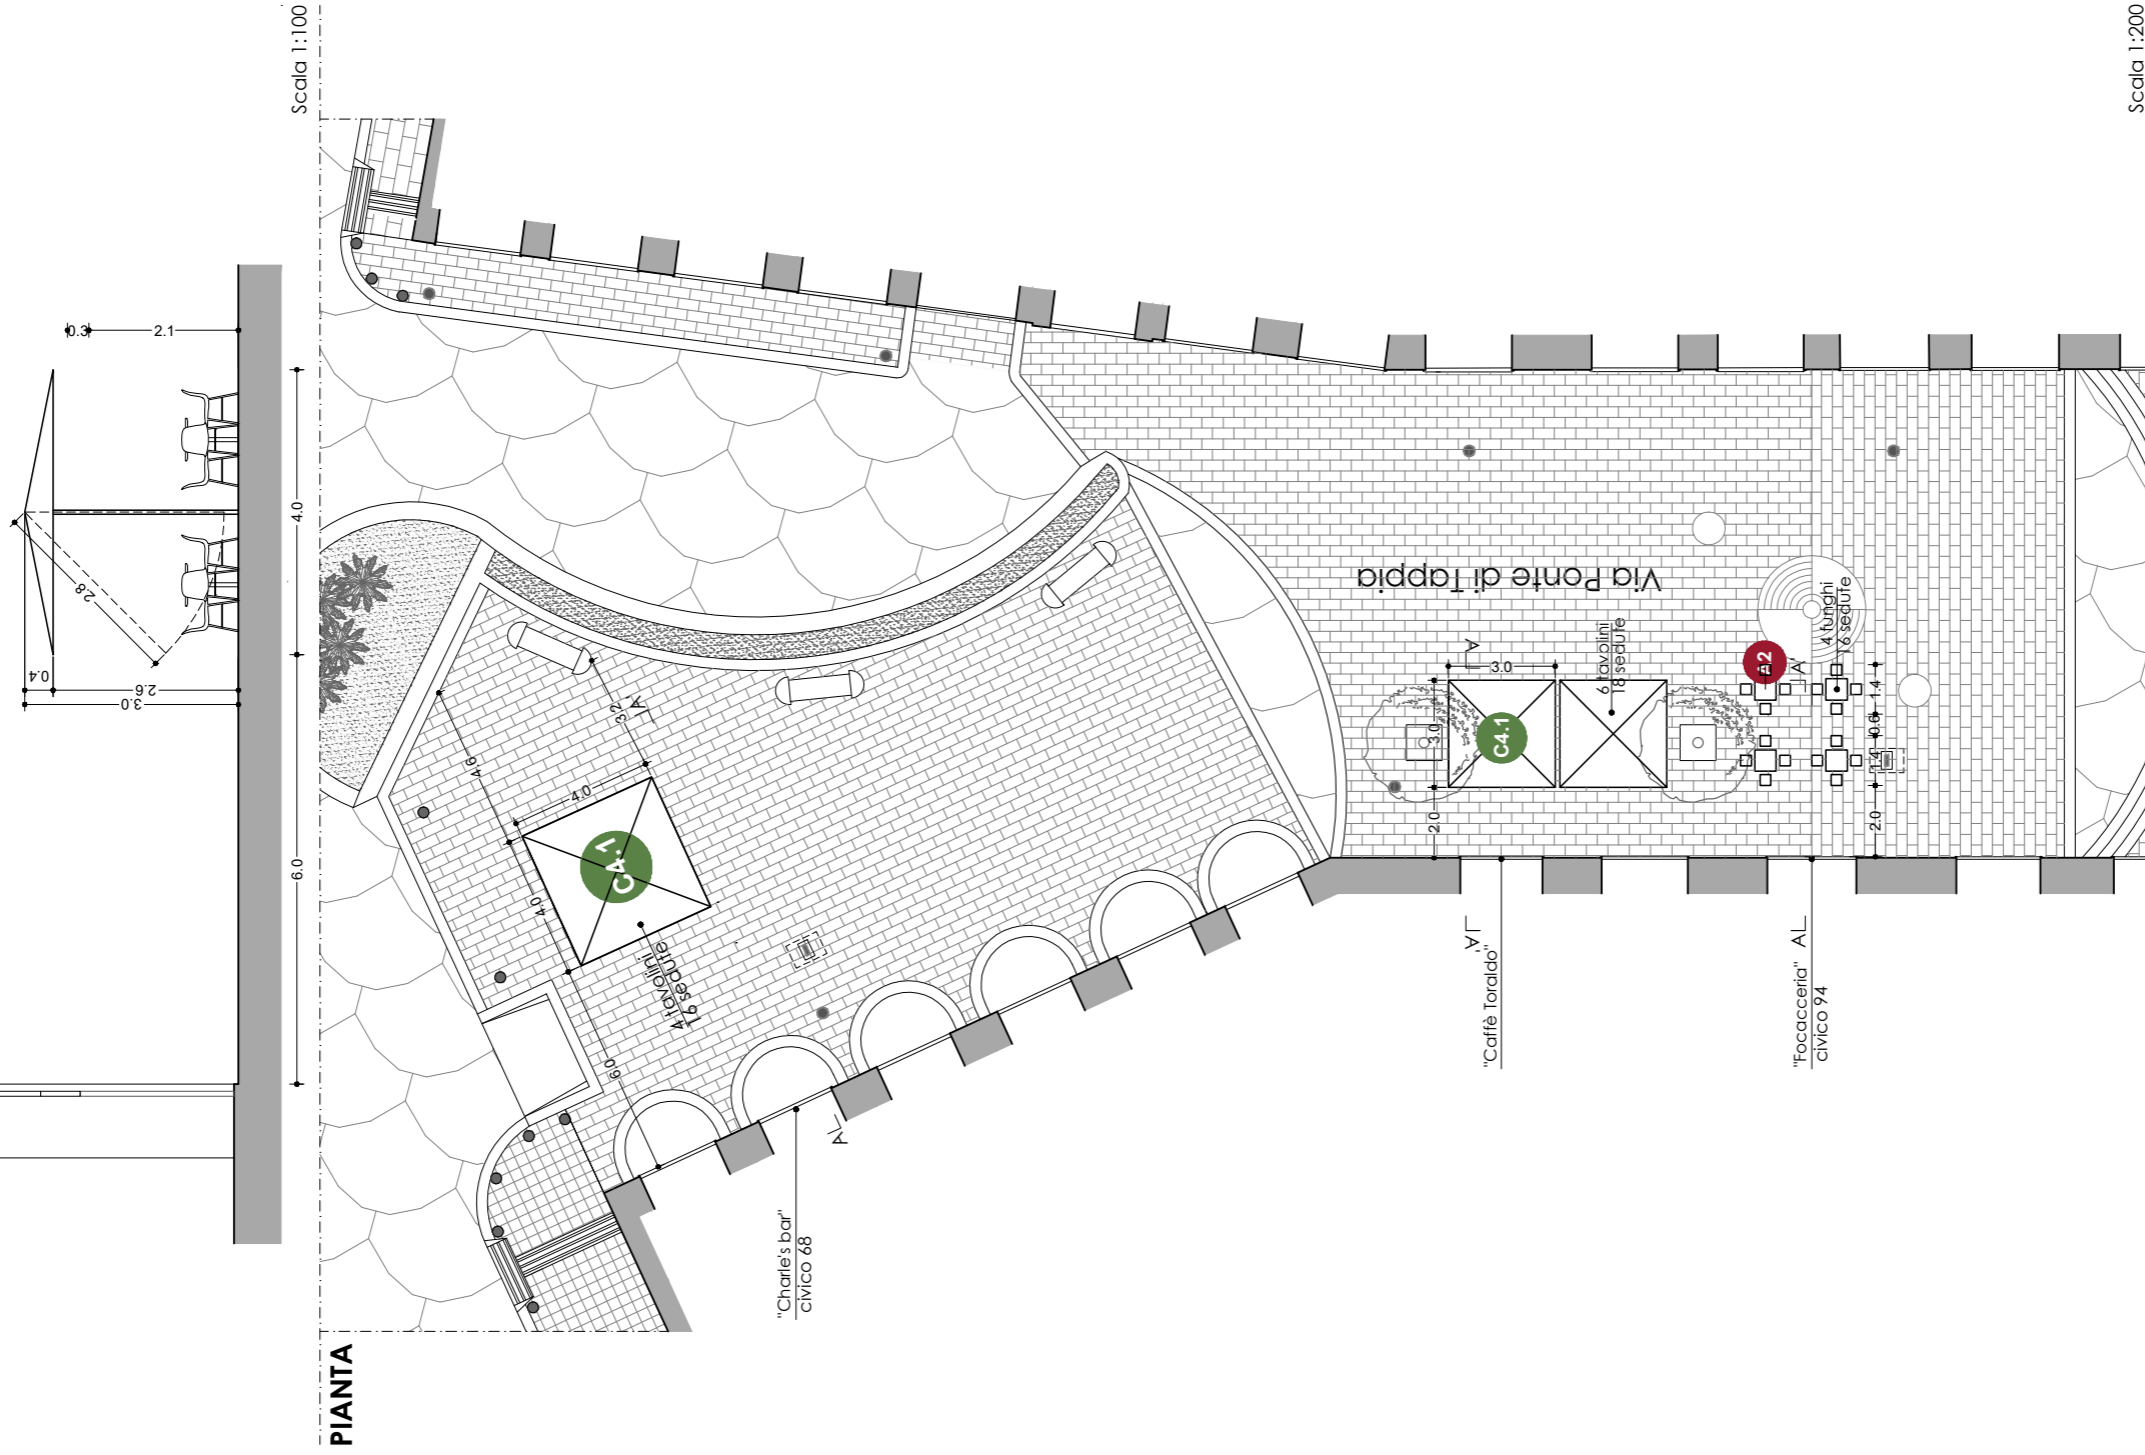 Scala 1:100
0.3
2.1
4.0
6.0
2.8
0.4
2.6
3.0
PIANTA
4.6
3.2
A'
4.0
4.0
C4.1
4 tavolini
16 sedute
6.0
A
"Charle's bar"
civico 68
Via Ponte di Tappia
A
3.0
3.0
C4.1
6 tavolini
18 sedute
2.0
A'
"Caffè Toraldo"
A'
4 funghi
16 sedute
1.4
0.6
1.4
2.0
A
"Focacceria"
civico 94
Scala 1:200